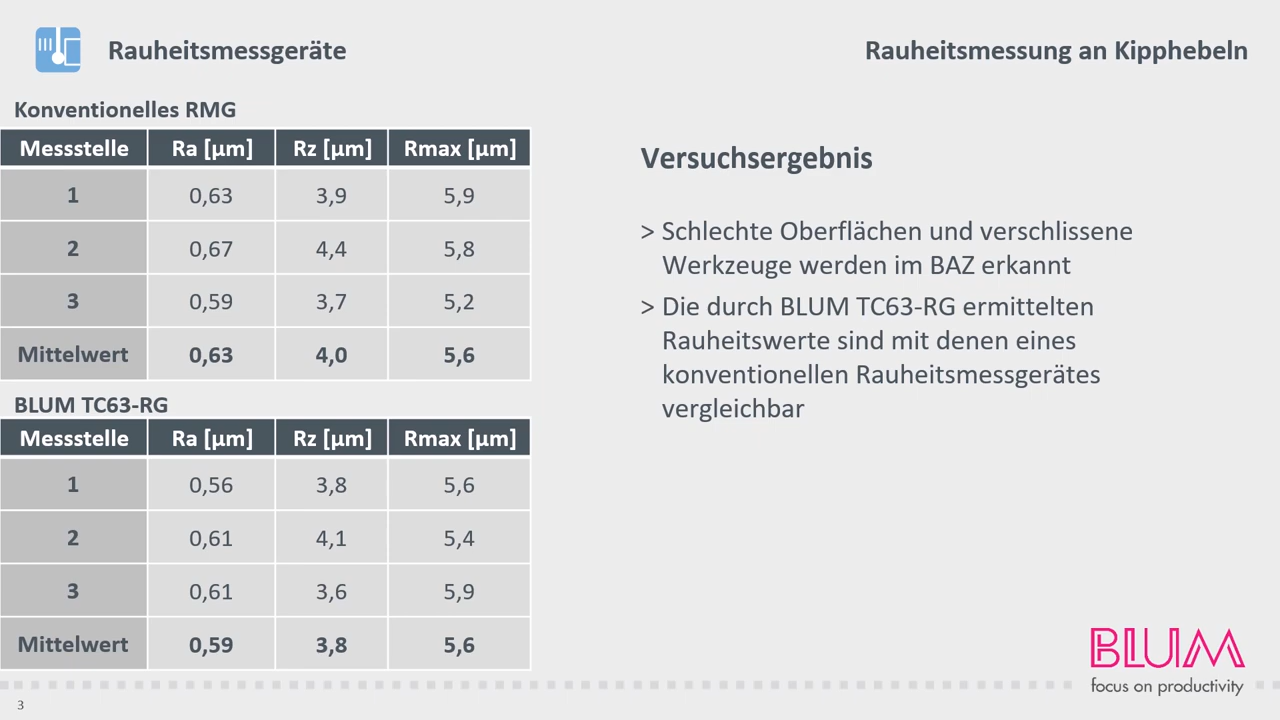 Rauheitsmessgeräte
Rauheitsmessung an Kipphebeln
Konventionelles RMG
Messstelle Ra [µm] Rz [µm] Rmax [µm]
1 0,63 3,9 5,9
2 0,67 4,4 5,8
3 0,59 3,7 5,2
Mittelwert 0,63 4,0 5,6
BLUM TC63-RG
Messstelle Ra [µm] Rz [µm] Rmax [µm]
1 0,56 3,8 5,6
2 0,61 4,1 5,4
3 0,61 3,6 5,9
Mittelwert 0,59 3,8 5,6
Versuchsergebnis
> Schlechte Oberflächen und verschlissene
Werkzeuge werden im BAZ erkannt
> Die durch BLUM TC63-RG ermittelten
Rauheitswerte sind mit denen eines
konventionellen Rauheitsmessgerätes
vergleichbar
BLUM
focus on productivity
3